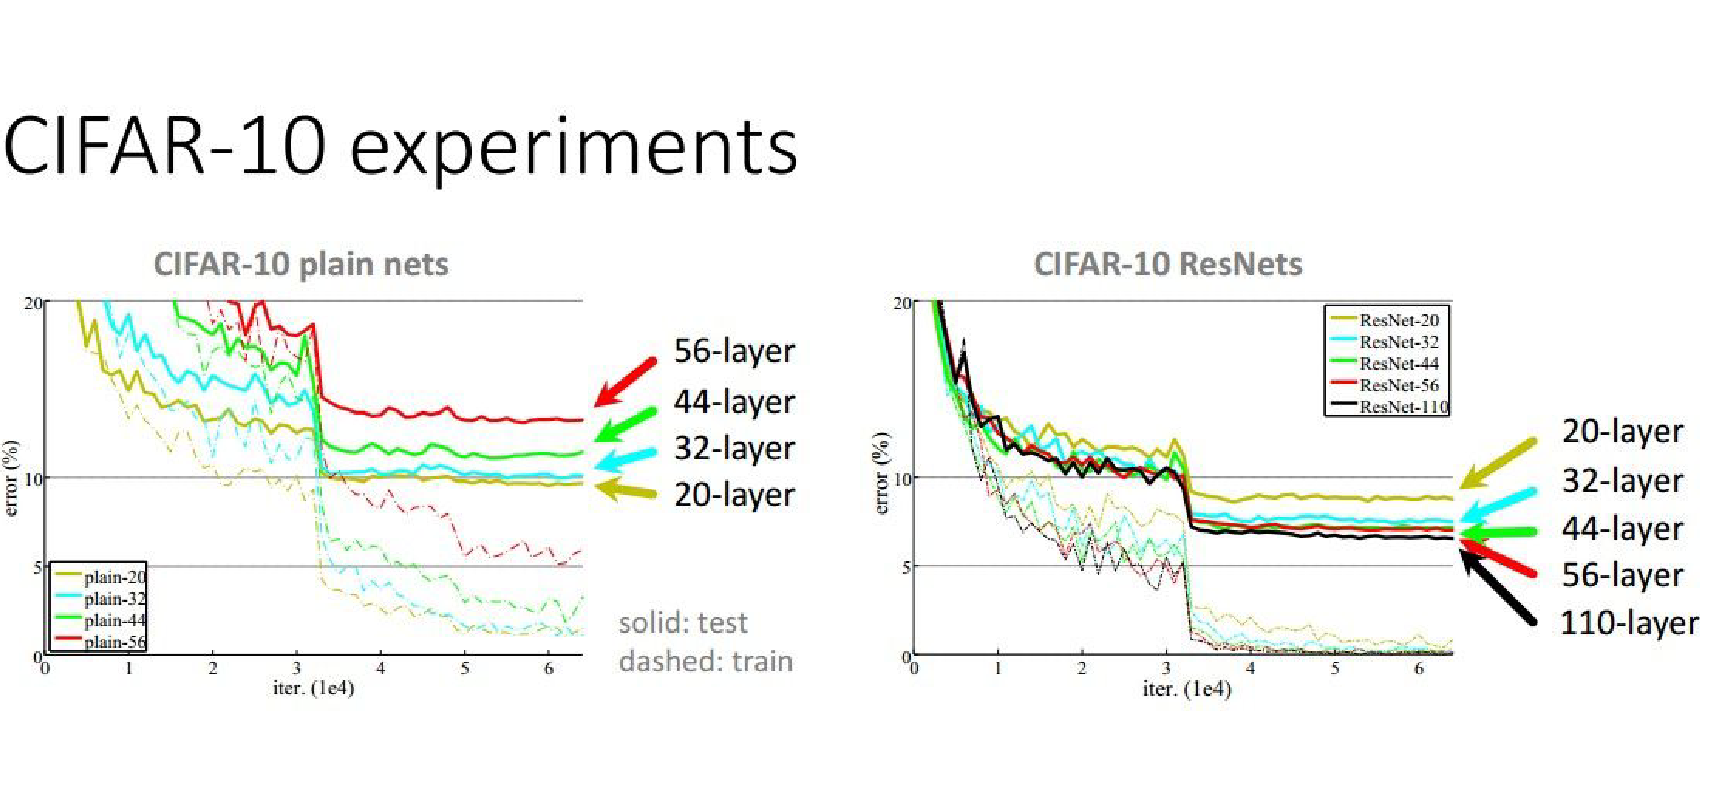 CIFAR-10 experiments
CIFAR-10 plain nets
20
10
5
0
error (%)
0 1 2 3 4 5 6
iter. (1e4)
plain-20
plain-32
plain-44
plain-56
56-layer
44-layer
32-layer
20-layer
solid: test
dashed: train
CIFAR-10 ResNets
20
10
5
0
error (%)
0 1 2 3 4 5 6
iter. (1e4)
ResNet-20
ResNet-32
ResNet-44
ResNet-56
ResNet-110
20-layer
32-layer
44-layer
56-layer
110-layer